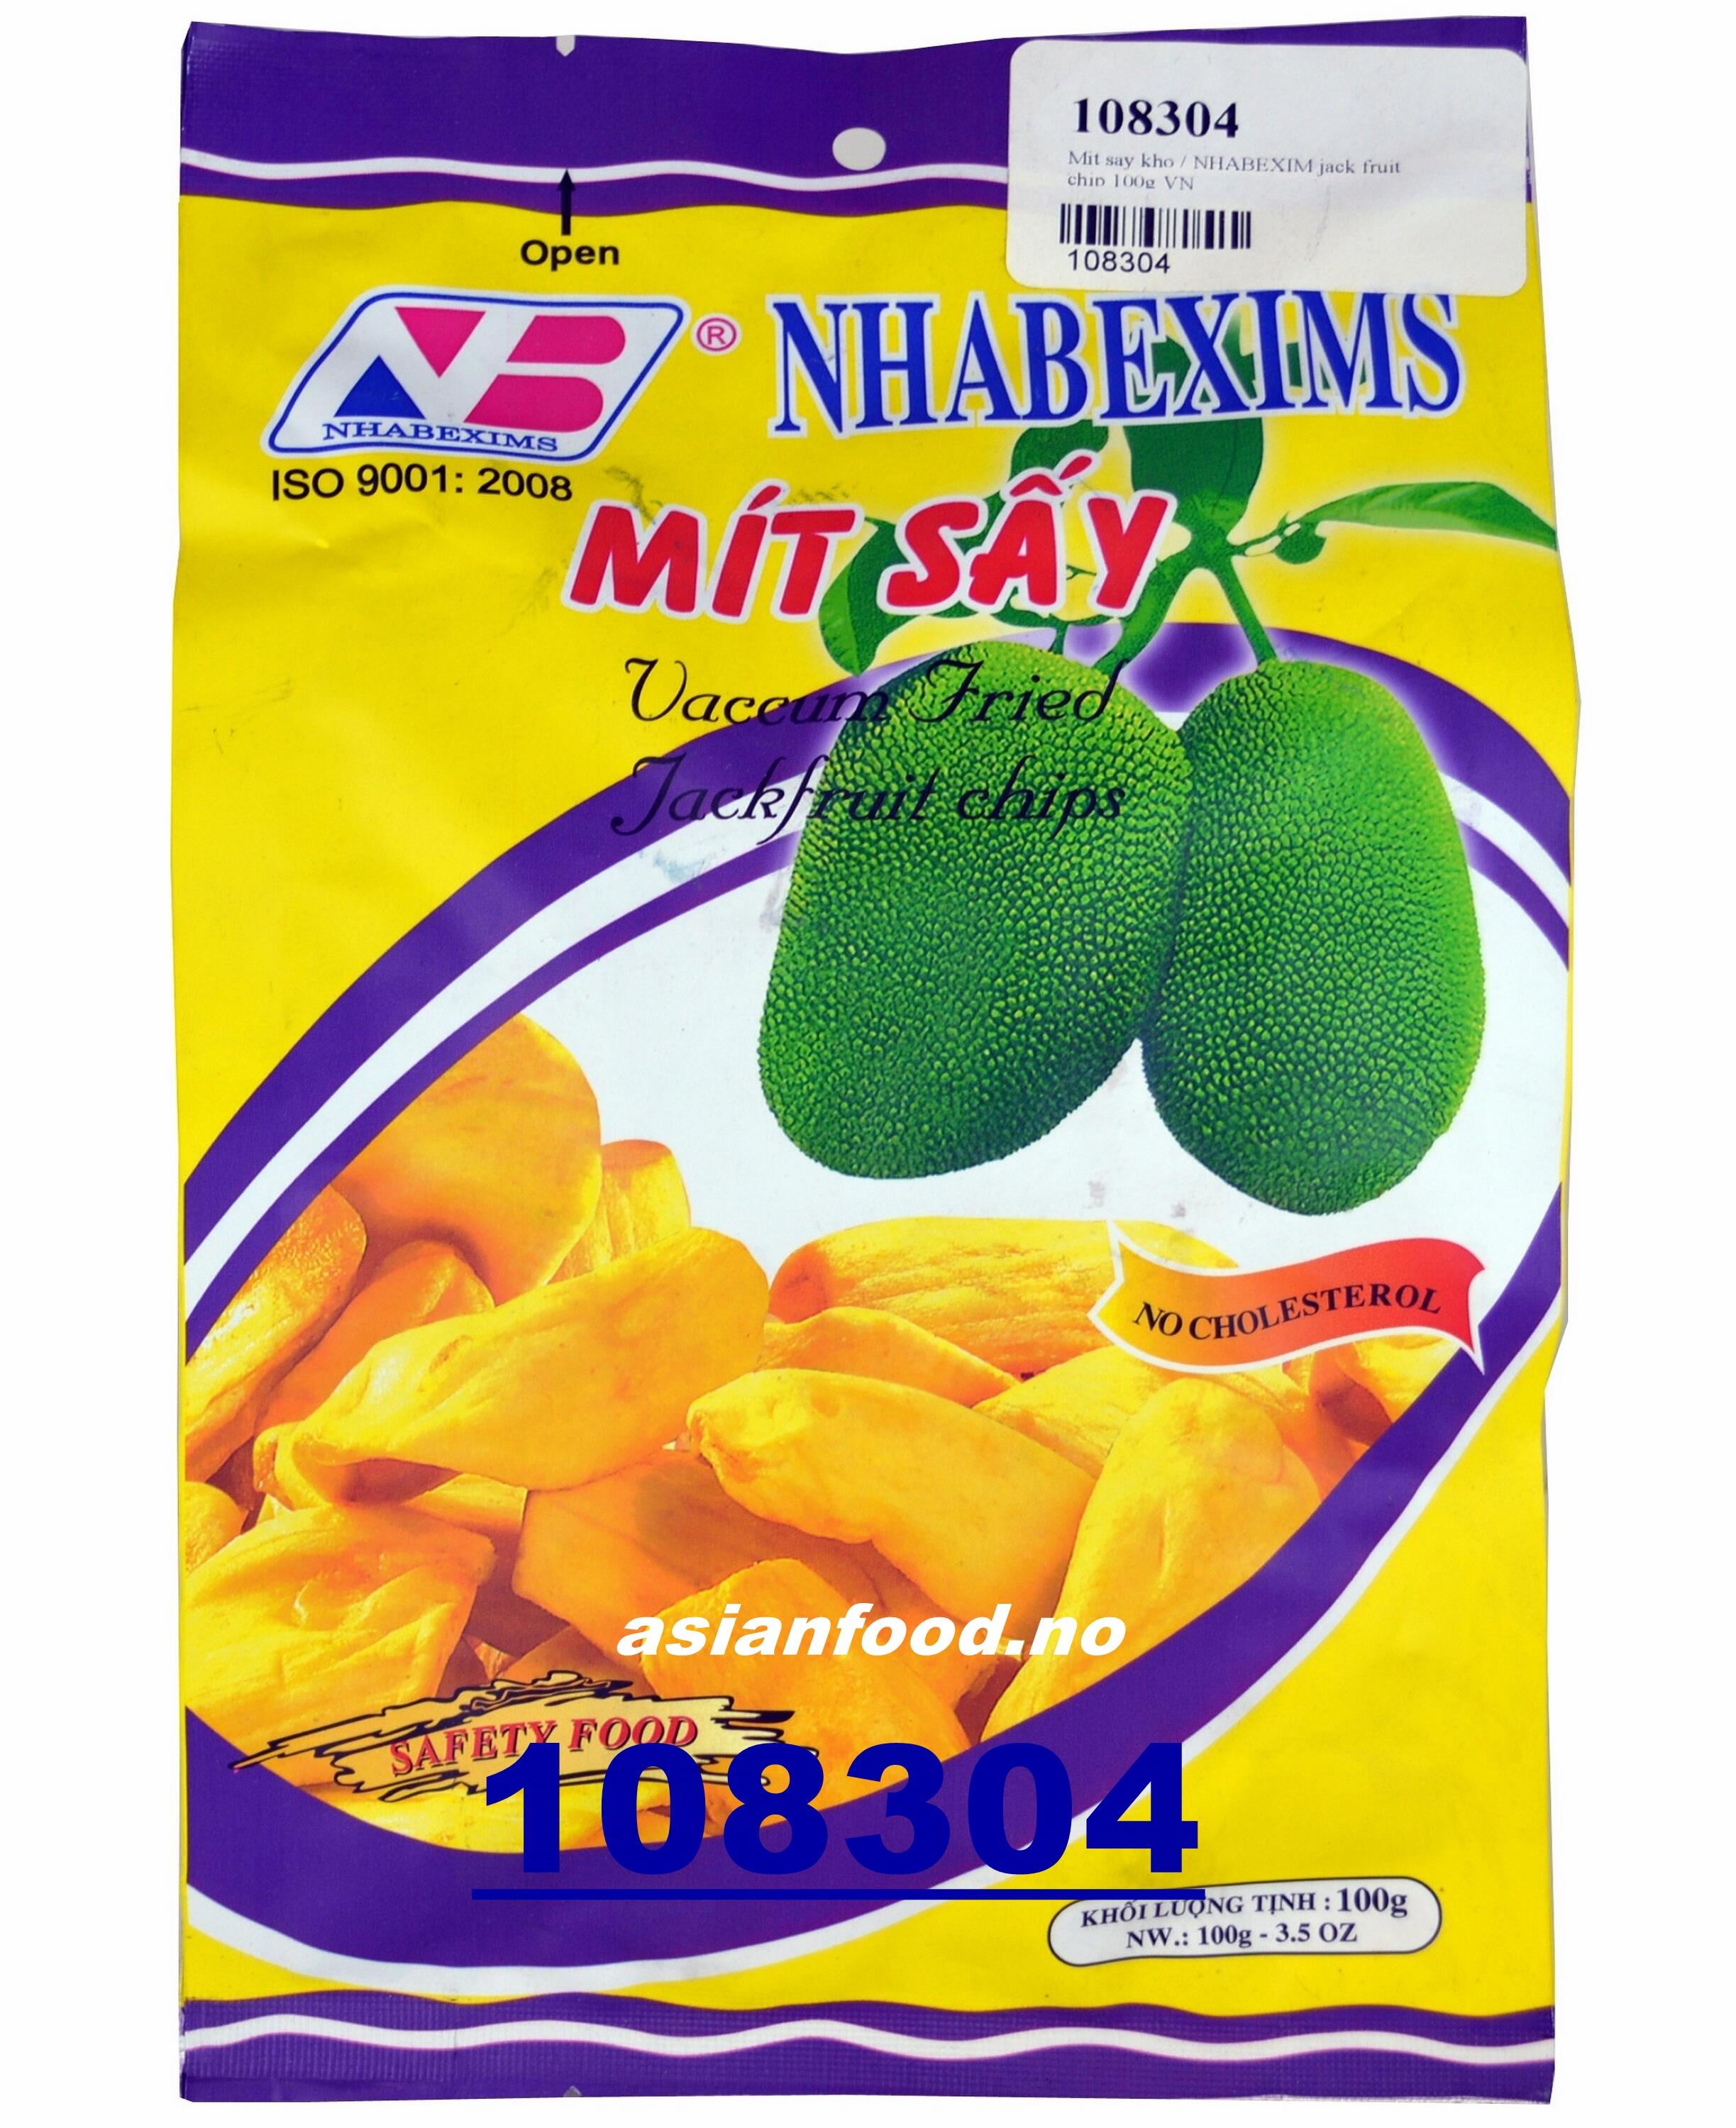 108304
Mit say kho / NHABEXIM jack fruit
chip 100g VN
108304
Open
NHABEXIMS
®
NHABEXIMS
ISO 9001: 2008
MÍT SẤY
Vaccum Fried
Jackfruit chips
NO CHOLESTEROL
asianfood.no
SAFETY FOOD
108304
KHỐI LƯỢNG TỊNH : 100g
NW.: 100g - 3.5 OZ